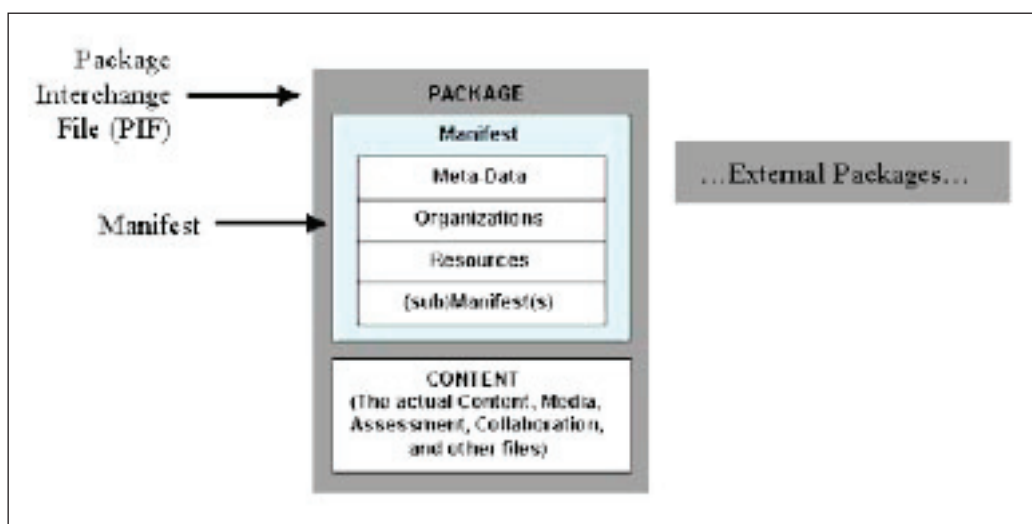 Package
Interchange
File (PIF)
PACKAGE
Manifest
Meta-Data
Manifest
Organizations
Resources
(sub)Manifest(s)
CONTENT
(The actual Content, Media,
Assessment, Collaboration,
and other files)
...External Packages...